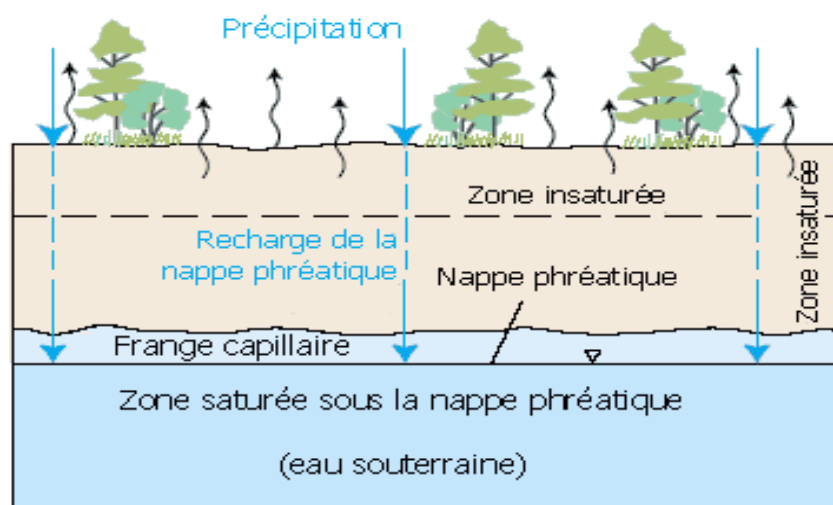 Précipitation
Zone insaturée
Zone insaturée
Recharge de la
nappe phréatique
Nappe phréatique
Frange capillaire
Zone saturée sous la nappe phréatique
(eau souterraine)